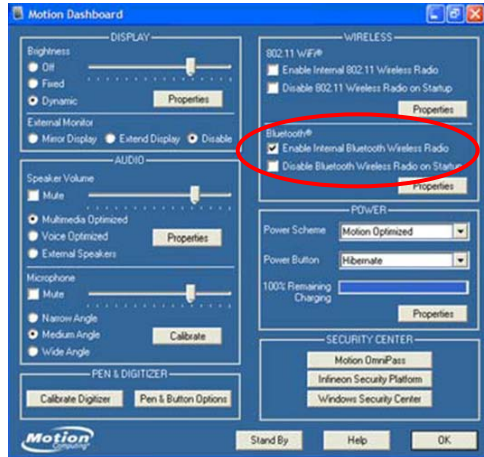 Motion Dashboard
DISPLAY
Brightness
Off
Fixed
Dynamic
Properties
External Monitor
Mirror Display
Extend Display
Disable
AUDIO
Speaker Volume
Mute
Multimedia Optimized
Voice Optimized
Properties
External Speakers
Microphone
Mute
Narrow Angle
Medium Angle
Calibrate
Wide Angle
PEN & DIGITIZER
Calibrate Digitizer
Pen & Button Options
WIRELESS
802.11 WiFi®
Enable Internal 802.11 Wireless Radio
Disable 802.11 Wireless Radio on Startup
Properties
Bluetooth®
Enable Internal Bluetooth Wireless Radio
Disable Bluetooth Wireless Radio on Startup
Properties
POWER
Power Scheme
Motion Optimized
Power Button
Hibernate
100% Remaining
Charging
Properties
SECURITY CENTER
Motion OmniPass
Infineon Security Platform
Windows Security Center
Motion
Computing
Stand By
Help
OK